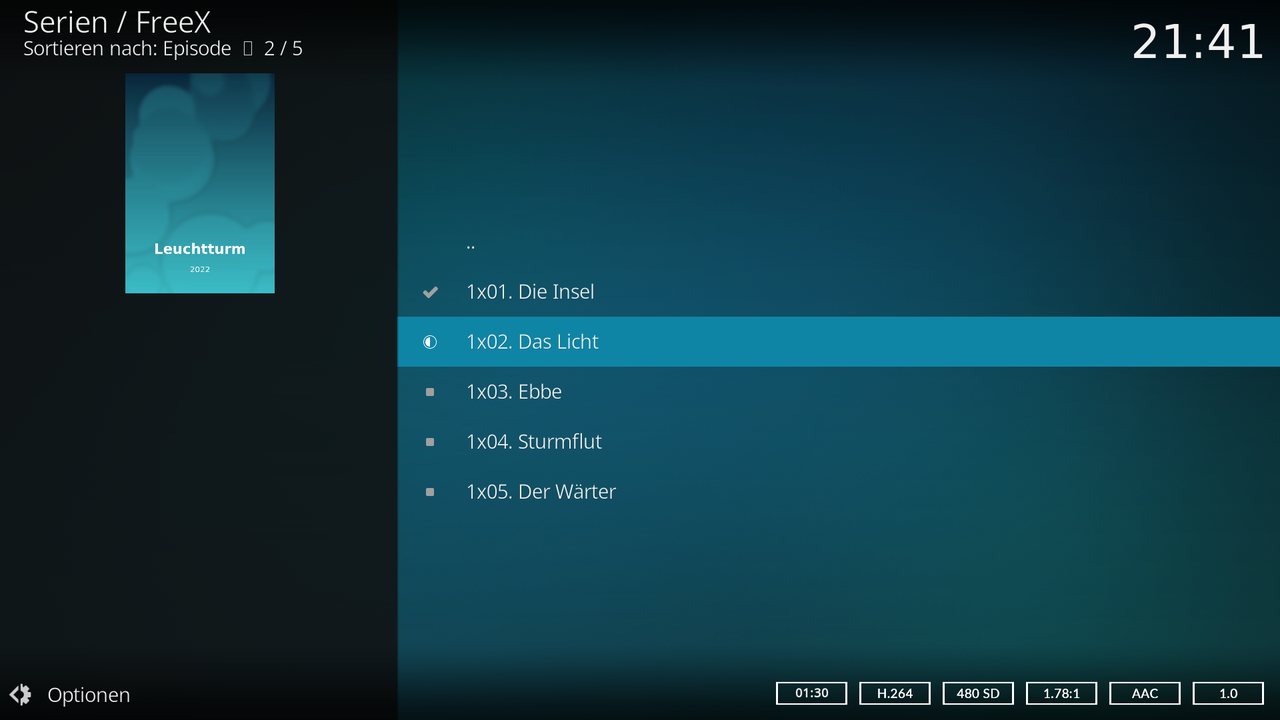 Serien / FreeX
Sortieren nach: Episode 2 / 5
21:41
Leuchtturm
2022
..
1x01. Die Insel
1x02. Das Licht
1x03. Ebbe
1x04. Sturmflut
1x05. Der Wärter
Optionen
01:30
H.264
480 SD
1.78:1
AAC
1.0